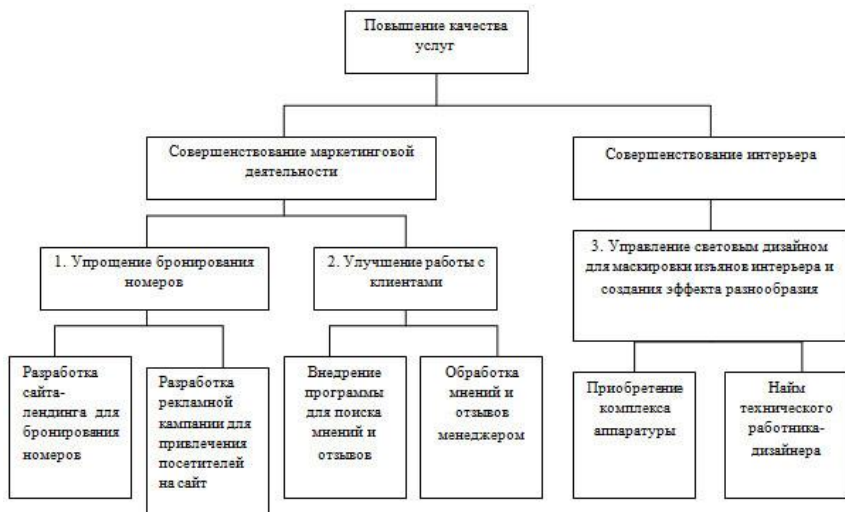 Повышение качества
услуг
Совершенствование маркетинговой
деятельности
Совершенствование интерьера
1. Упрощение бронирования
номеров
2. Улучшение работы с
клиентами
3. Управление световым дизайном
для маскировки изъянов интерьера и
создания эффекта разнообразия
Разработка
сайта-
лендинга для
бронирования
номеров
Разработка
рекламной
кампании для
привлечения
посетителей
на сайт
Внедрение
программы
для поиска
мнений и
отзывов
Обработка
мнений и
отзывов
менеджером
Приобретение
комплекса
аппаратуры
Найм
технического
работника-
дизайнера